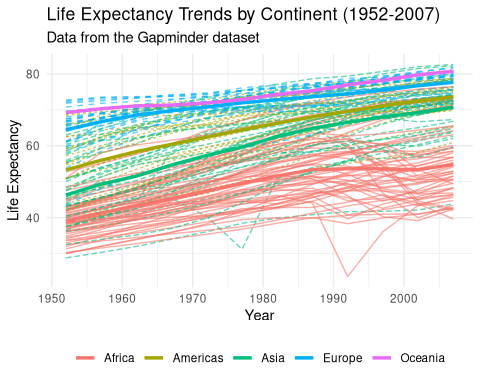 Life Expectancy Trends by Continent (1952-2007)
Data from the Gapminder dataset
80
60
40
Life Expectancy
1950 1960 1970 1980 1990 2000
Year
Africa Americas Asia Europe Oceania